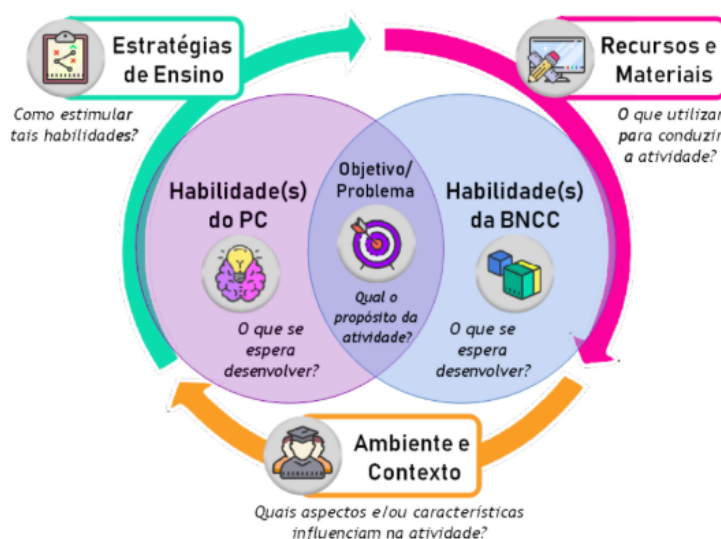 Estratégias
de Ensino
Como estimular
tais habilidades?
Recursos e
Materiais
O que utilizar
para conduzir
a atividade?
Habilidade(s)
do PC
O que se
espera
desenvolver?
Objetivo/
Problema
Qual o
propósito da
atividade?
Habilidade(s)
da BNCC
O que se
espera
desenvolver?
Ambiente e
Contexto
Quais aspectos e/ou características
influenciam na atividade?